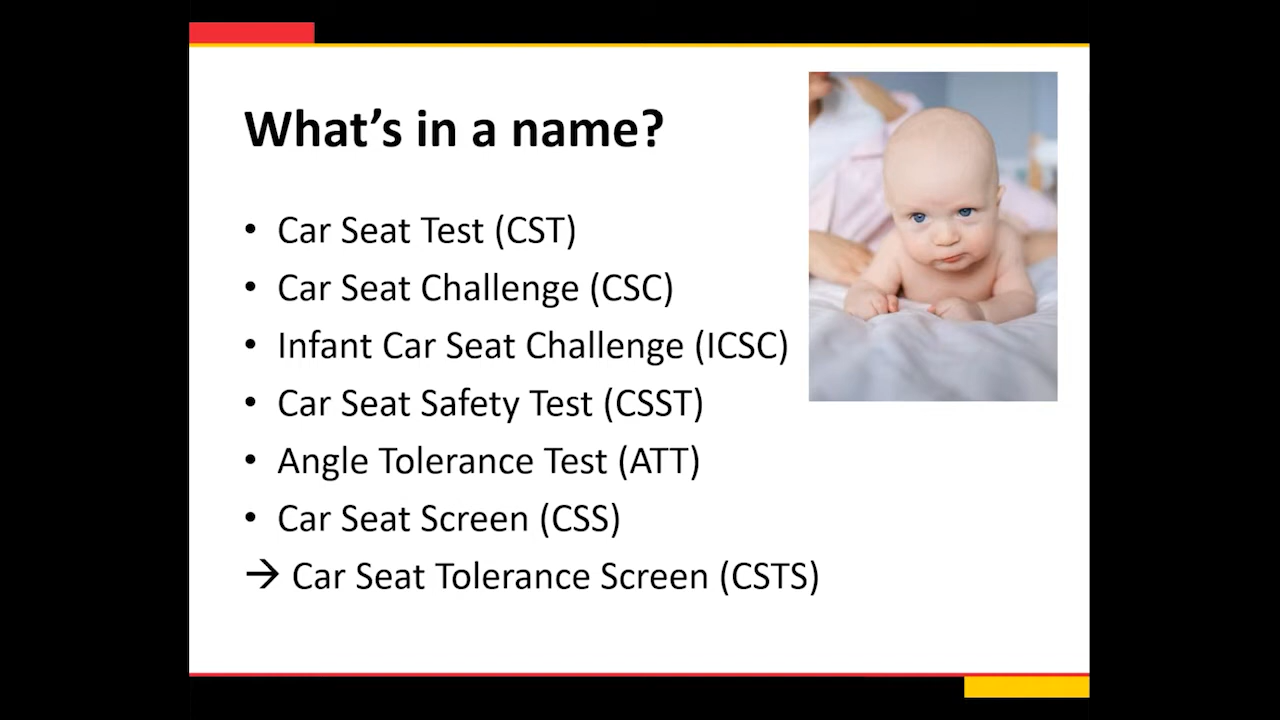 What's in a name?
• Car Seat Test (CST)
• Car Seat Challenge (CSC)
• Infant Car Seat Challenge (ICSC)
• Car Seat Safety Test (CSST)
• Angle Tolerance Test (ATT)
• Car Seat Screen (CSS)
→ Car Seat Tolerance Screen (CSTS)